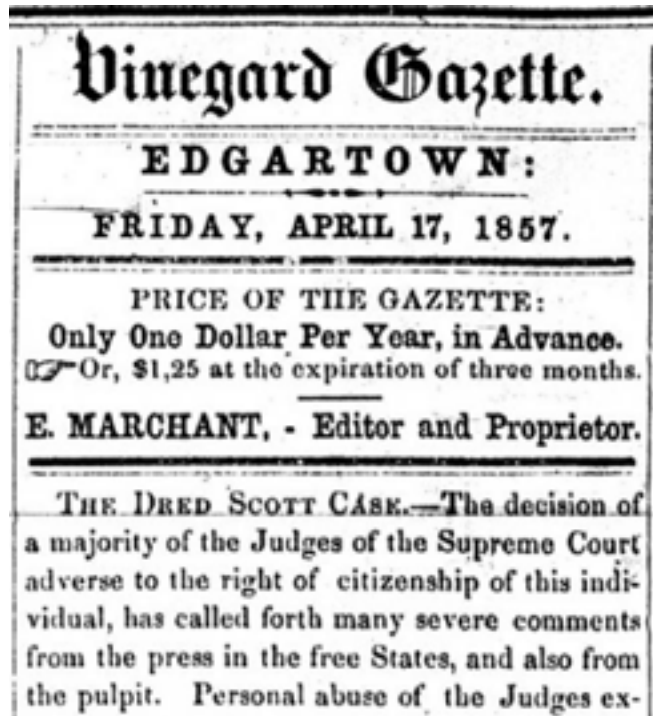 Vinegard Gazette.
EDGARTOWN:
FRIDAY, APRIL 17, 1857.
PRICE OF THE GAZETTE:
Only One Dollar Per Year, in Advance.
☞Or, $1,25 at the expiration of three months.
E. MARCHANT, - Editor and Proprietor.
THE DRED SCOTT CASE.—The decision of
a majority of the Judges of the Supreme Court
adverse to the right of citizenship of this indi-
vidual, has called forth many severe comments
from the press in the free States, and also from
the pulpit. Personal abuse of the Judges ex-